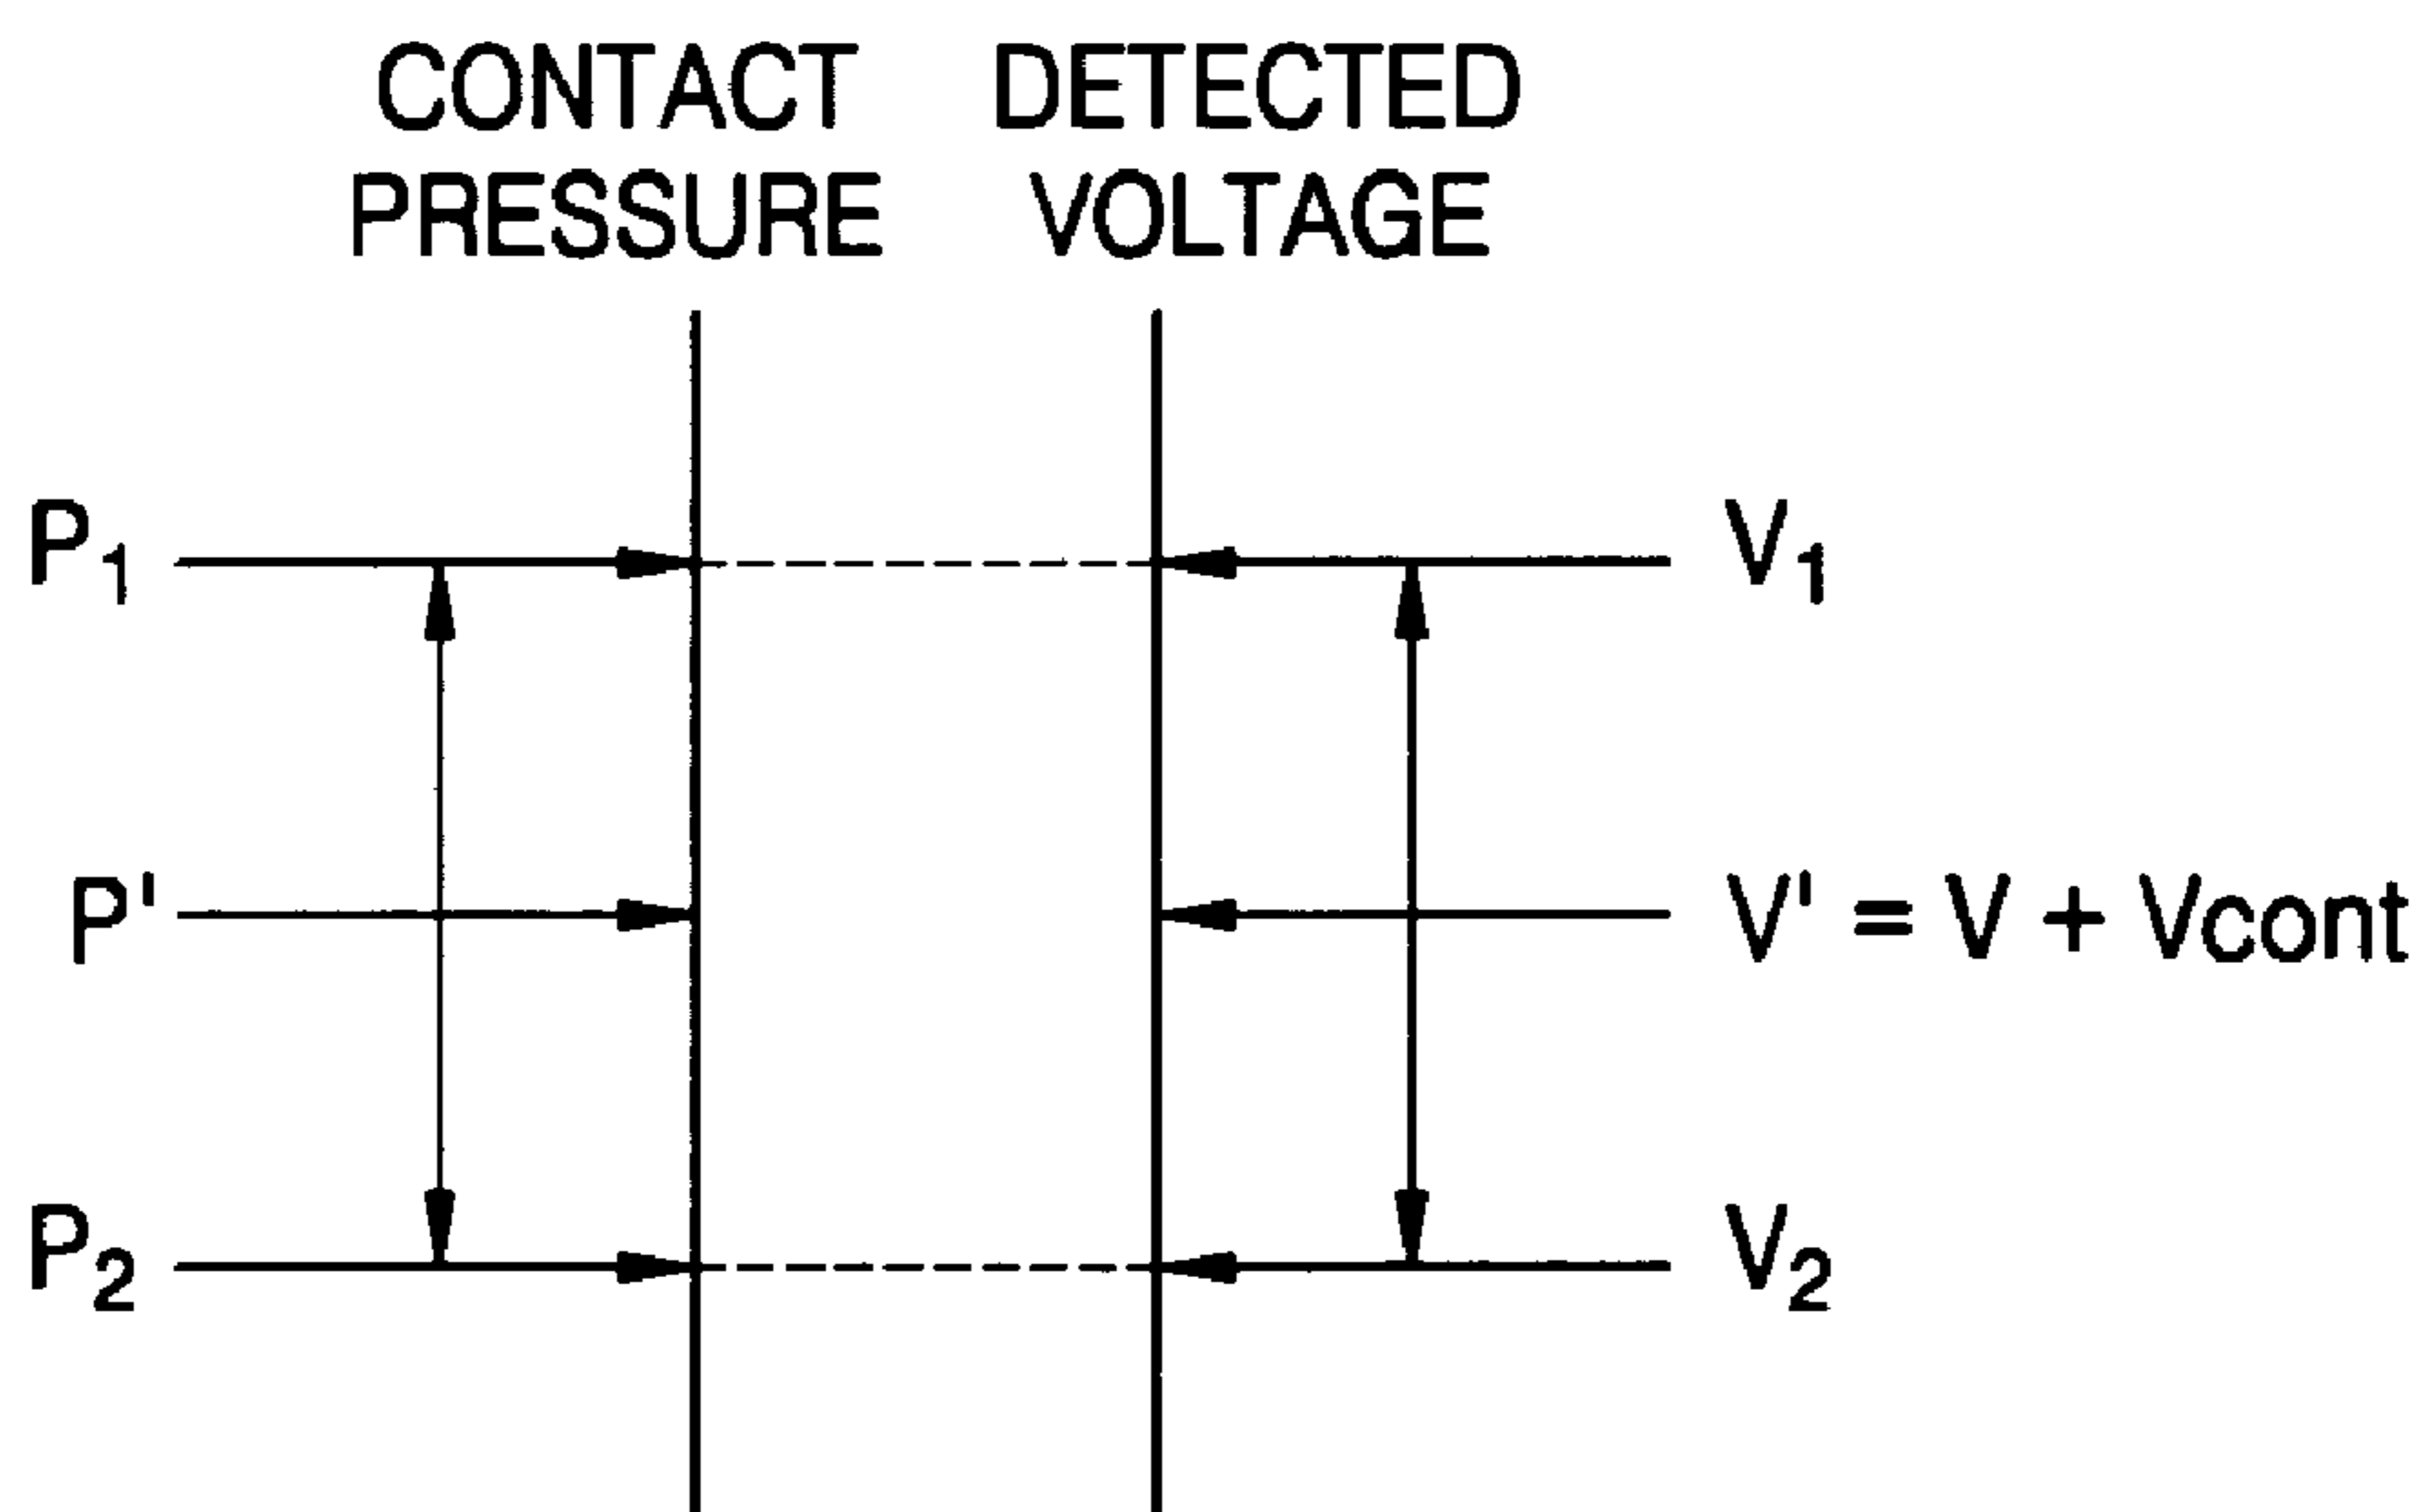 CONTACT PRESSURE
DETECTED VOLTAGE
P1
V1
P'
V' = V + Vcont
P2
V2